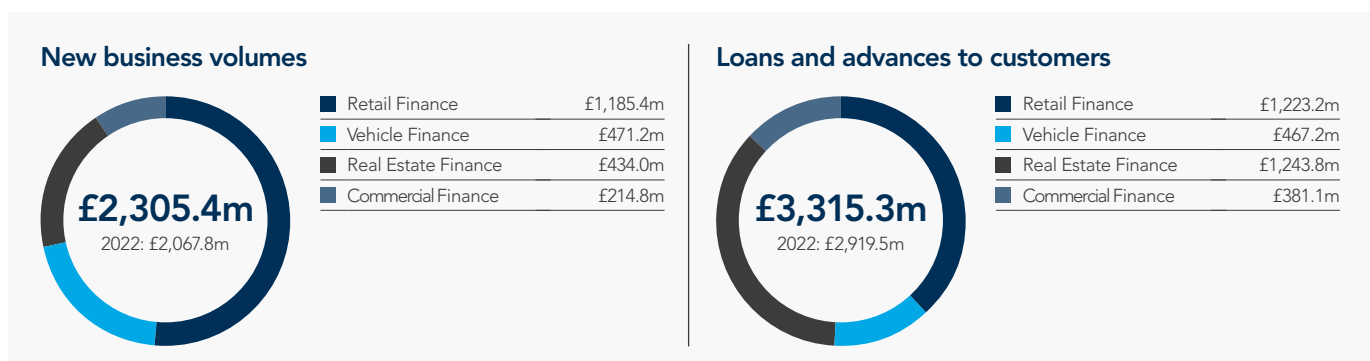 New business volumes
£2,305.4m
2022: £2,067.8m
Retail Finance £1,185.4m
Vehicle Finance £471.2m
Real Estate Finance £434.0m
Commercial Finance £214.8m
Loans and advances to customers
£3,315.3m
2022: £2,919.5m
Retail Finance £1,223.2m
Vehicle Finance £467.2m
Real Estate Finance £1,243.8m
Commercial Finance £381.1m